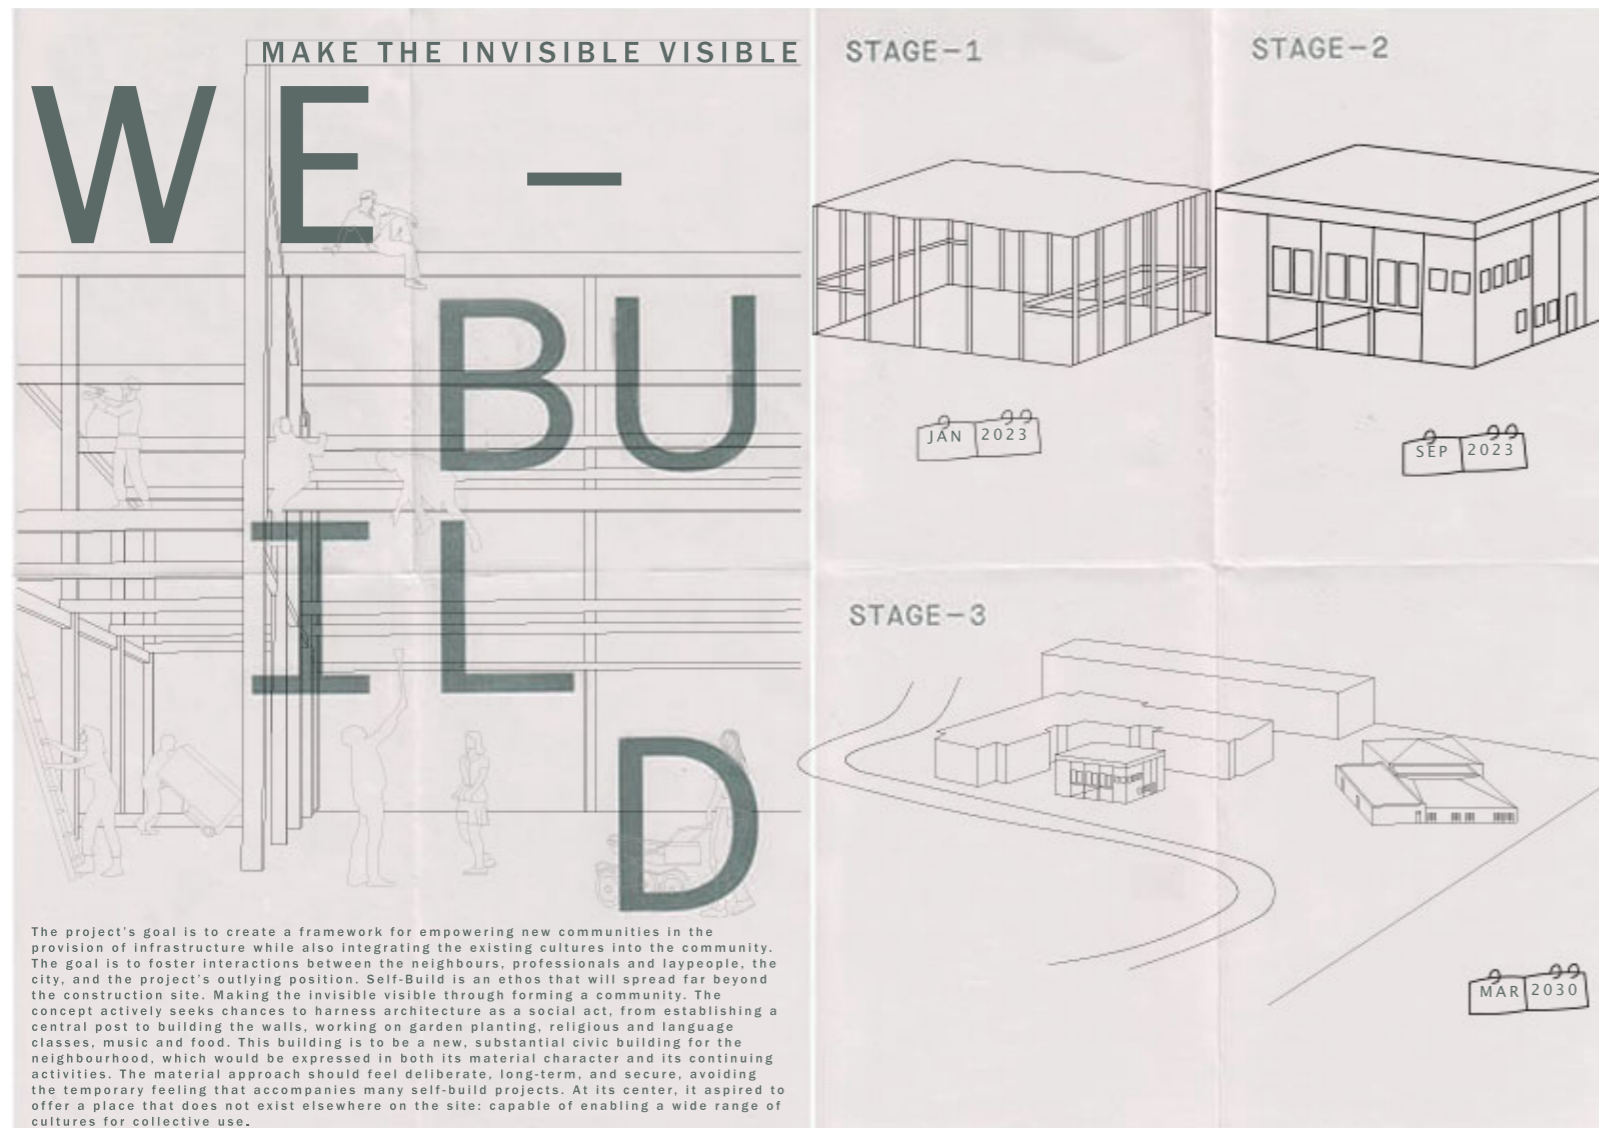 MAKE THE INVISIBLE VISIBLE
WE –
BU
IL
D
The project's goal is to create a framework for empowering new communities in the
provision of infrastructure while also integrating the existing cultures into the community.
The goal is to foster interactions between the neighbours, professionals and laypeople, the
city, and the project's outlying position. Self-Build is an ethos that will spread far beyond
the construction site. Making the invisible visible through forming a community. The
concept actively seeks chances to harness architecture as a social act, from establishing a
central post to building the walls, working on garden planting, religious and language
classes, music and food. This building is to be a new, substantial civic building for the
neighbourhood, which would be expressed in both its material character and its continuing
activities. The material approach should feel deliberate, long-term, and secure, avoiding
the temporary feeling that accompanies many self-build projects. At its center, it aspired to
offer a place that does not exist elsewhere on the site: capable of enabling a wide range of
cultures for collective use.
STAGE–1
JAN 2023
STAGE–2
SEP 2023
STAGE–3
MAR 2030